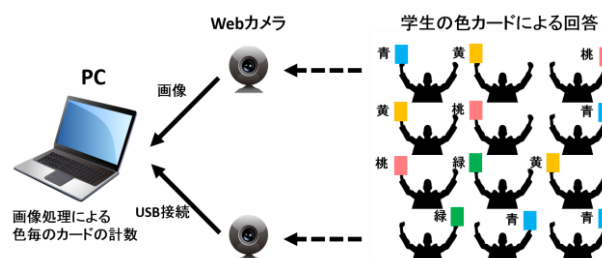 Webカメラ
学生の色カードによる回答
PC
画像
USB接続
画像処理による
色毎のカードの計数
青
黄
桃
黄
桃
青
桃
緑
黄
緑
青
青